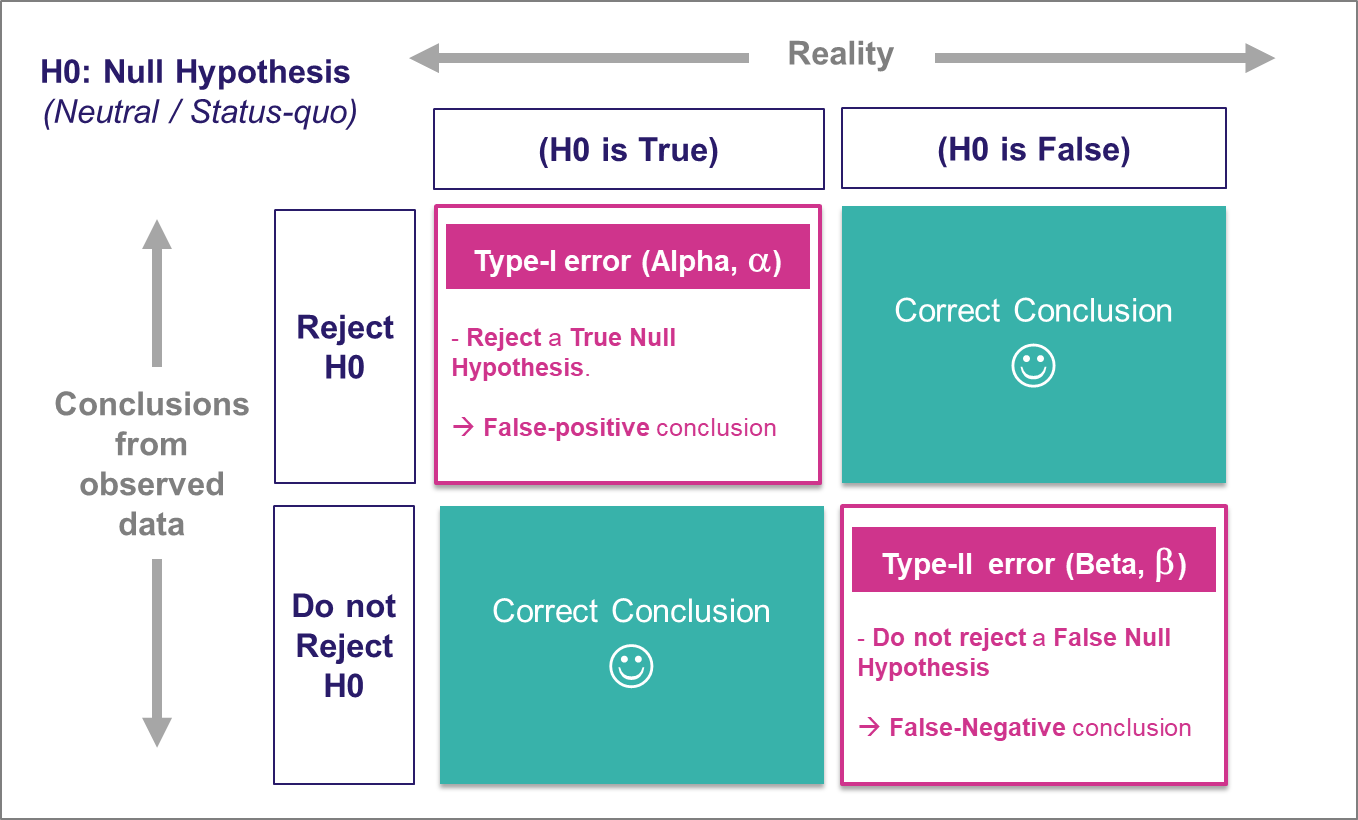 Reality
H0: Null Hypothesis
(Neutral / Status-quo)
(H0 is True)
(H0 is False)
Conclusions
from
observed
data
Reject
H0
Type-I error (Alpha, α)
- Reject a True Null
Hypothesis.
→ False-positive conclusion
Correct Conclusion
Do not
Reject
H0
Correct Conclusion
Type-II error (Beta, β)
- Do not reject a False Null
Hypothesis
→ False-Negative conclusion